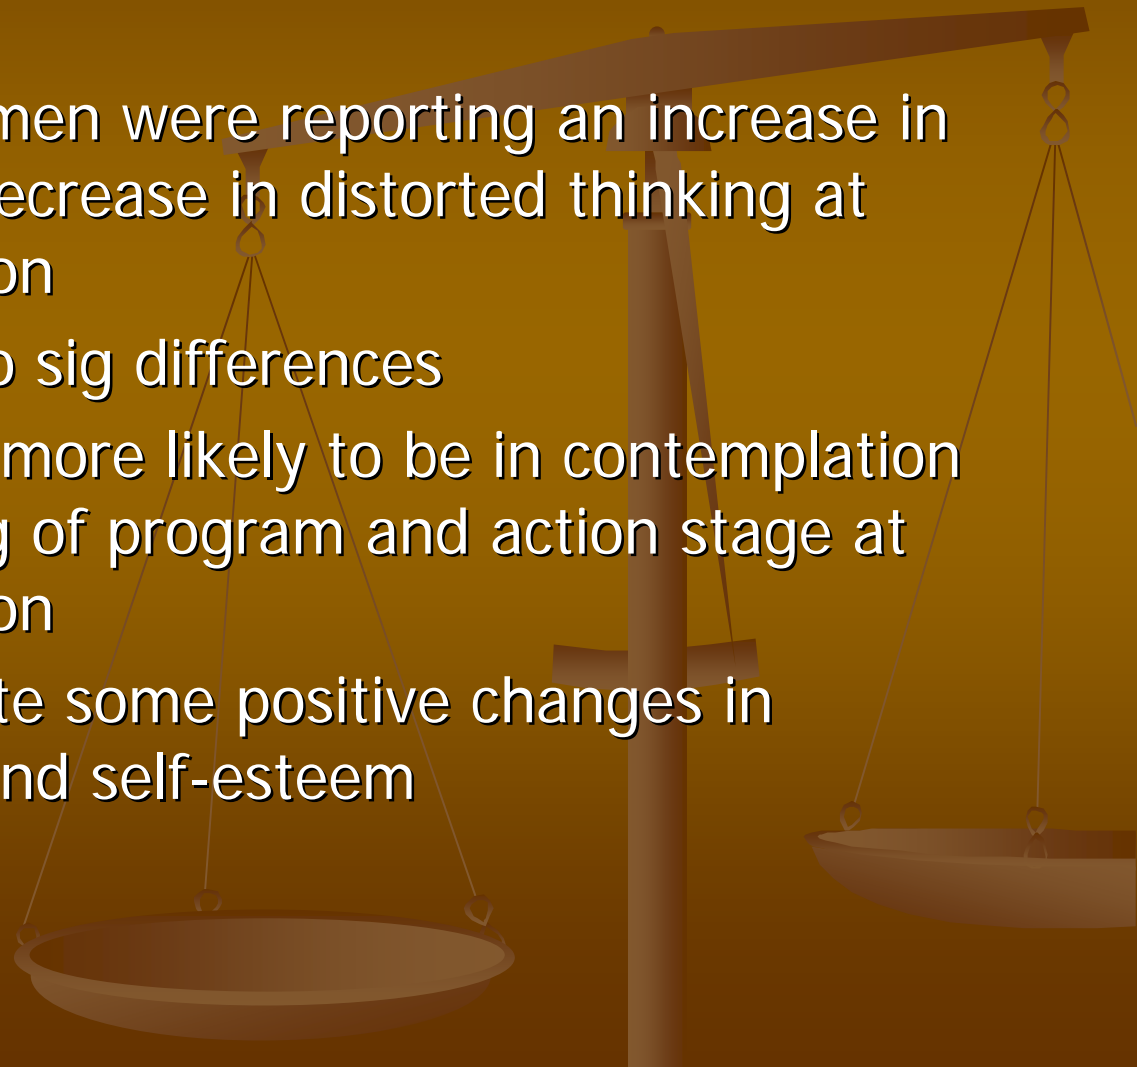 men were reporting an increase in
ecrease in distorted thinking at
on
sig differences
more likely to be in contemplation
g of program and action stage at
on
te some positive changes in
nd self-esteem